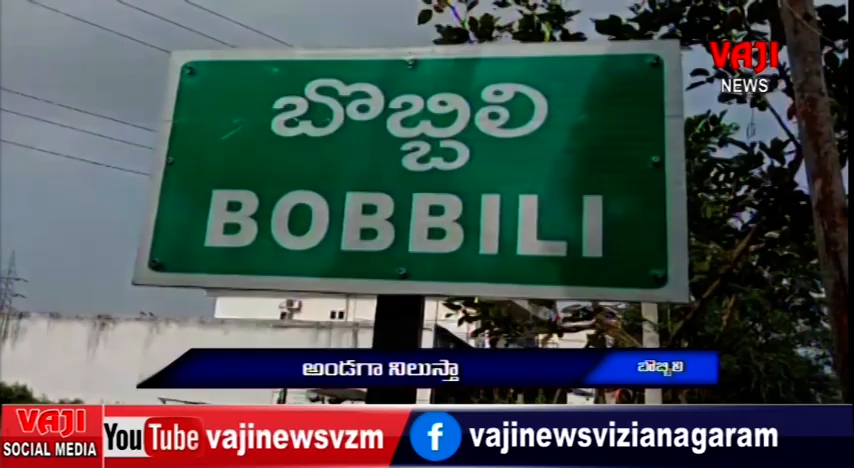 VAJI
NEWS
బొబ్బిలి
BOBBILI
అండగా నిలుస్తా
బొబ్బిలి
VAJI
SOCIAL MEDIA
YouTube vajinewsvzm
f vajinewsvizianagaram